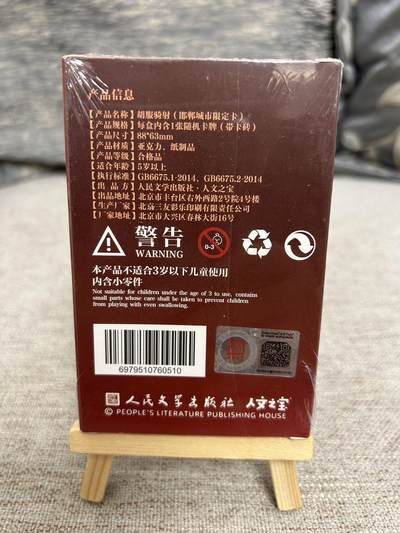 产品信息
【产品名称】胡服骑射（邯郸城市限定卡）
【产品规格】每盒内含1张随机卡牌（带卡砖）
【产品尺寸】88*63mm
【产品材质】亚克力、纸制品
【产品等级】合格品
【适合年龄】5岁以上
【执行标准】GB6675.1-2014、GB6675.2-2014
【出 品 方】人民文学出版社·人文之宝
【出品地址】北京市丰台区右外西路2号院4号楼
【生产厂家】北京三友彩乐印刷有限责任公司
【厂家地址】北京市大兴区春林大街16号
警告
WARNING
0-3
本产品不适合3岁以下儿童使用
内含小零件
Not suitable for children under the age of 3 to use, contains
small parts whose care shall be taken to prevent children
from playing with even swallowing.
6979510760510
人民文学出版社 人文之宝
© PEOPLE'S LITERATURE PUBLISHING HOUSE